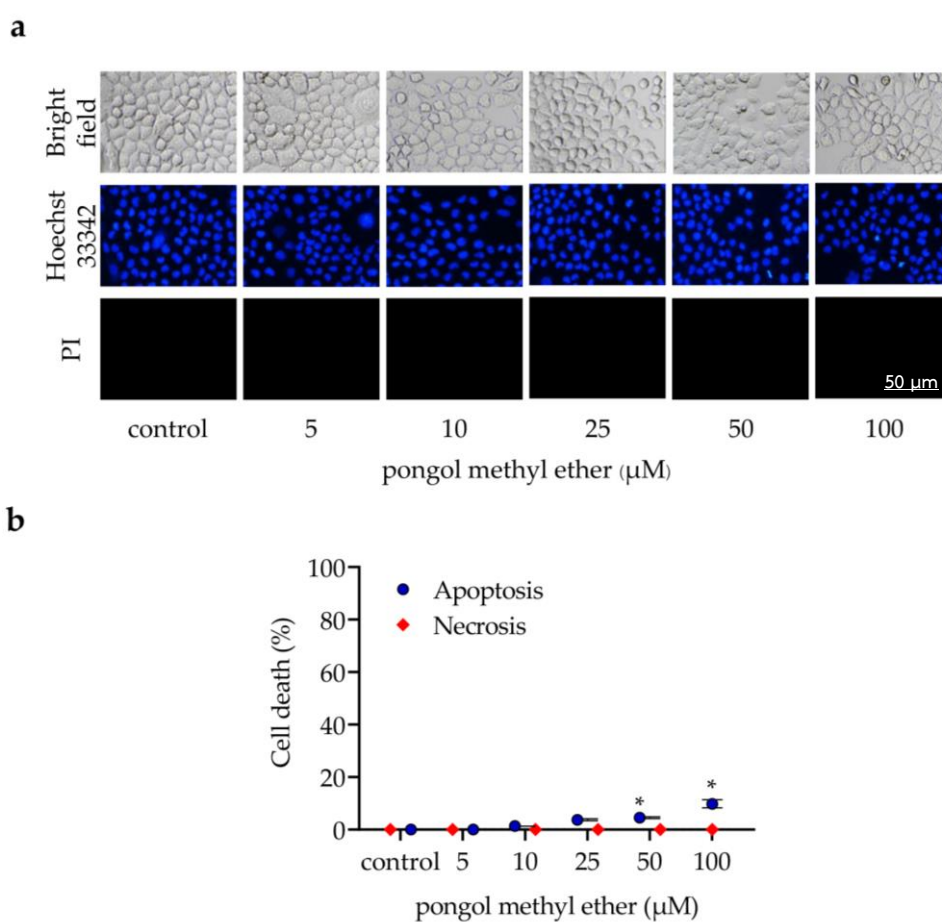 a
Bright
field
Hoechst
33342
PI
50 µm
control 5 10 25 50 100
pongol methyl ether (µM)
b
100
80
60
40
20
0
Cell death (%)
Apoptosis
Necrosis
*
*
control 5 10 25 50 100
pongol methyl ether (µM)